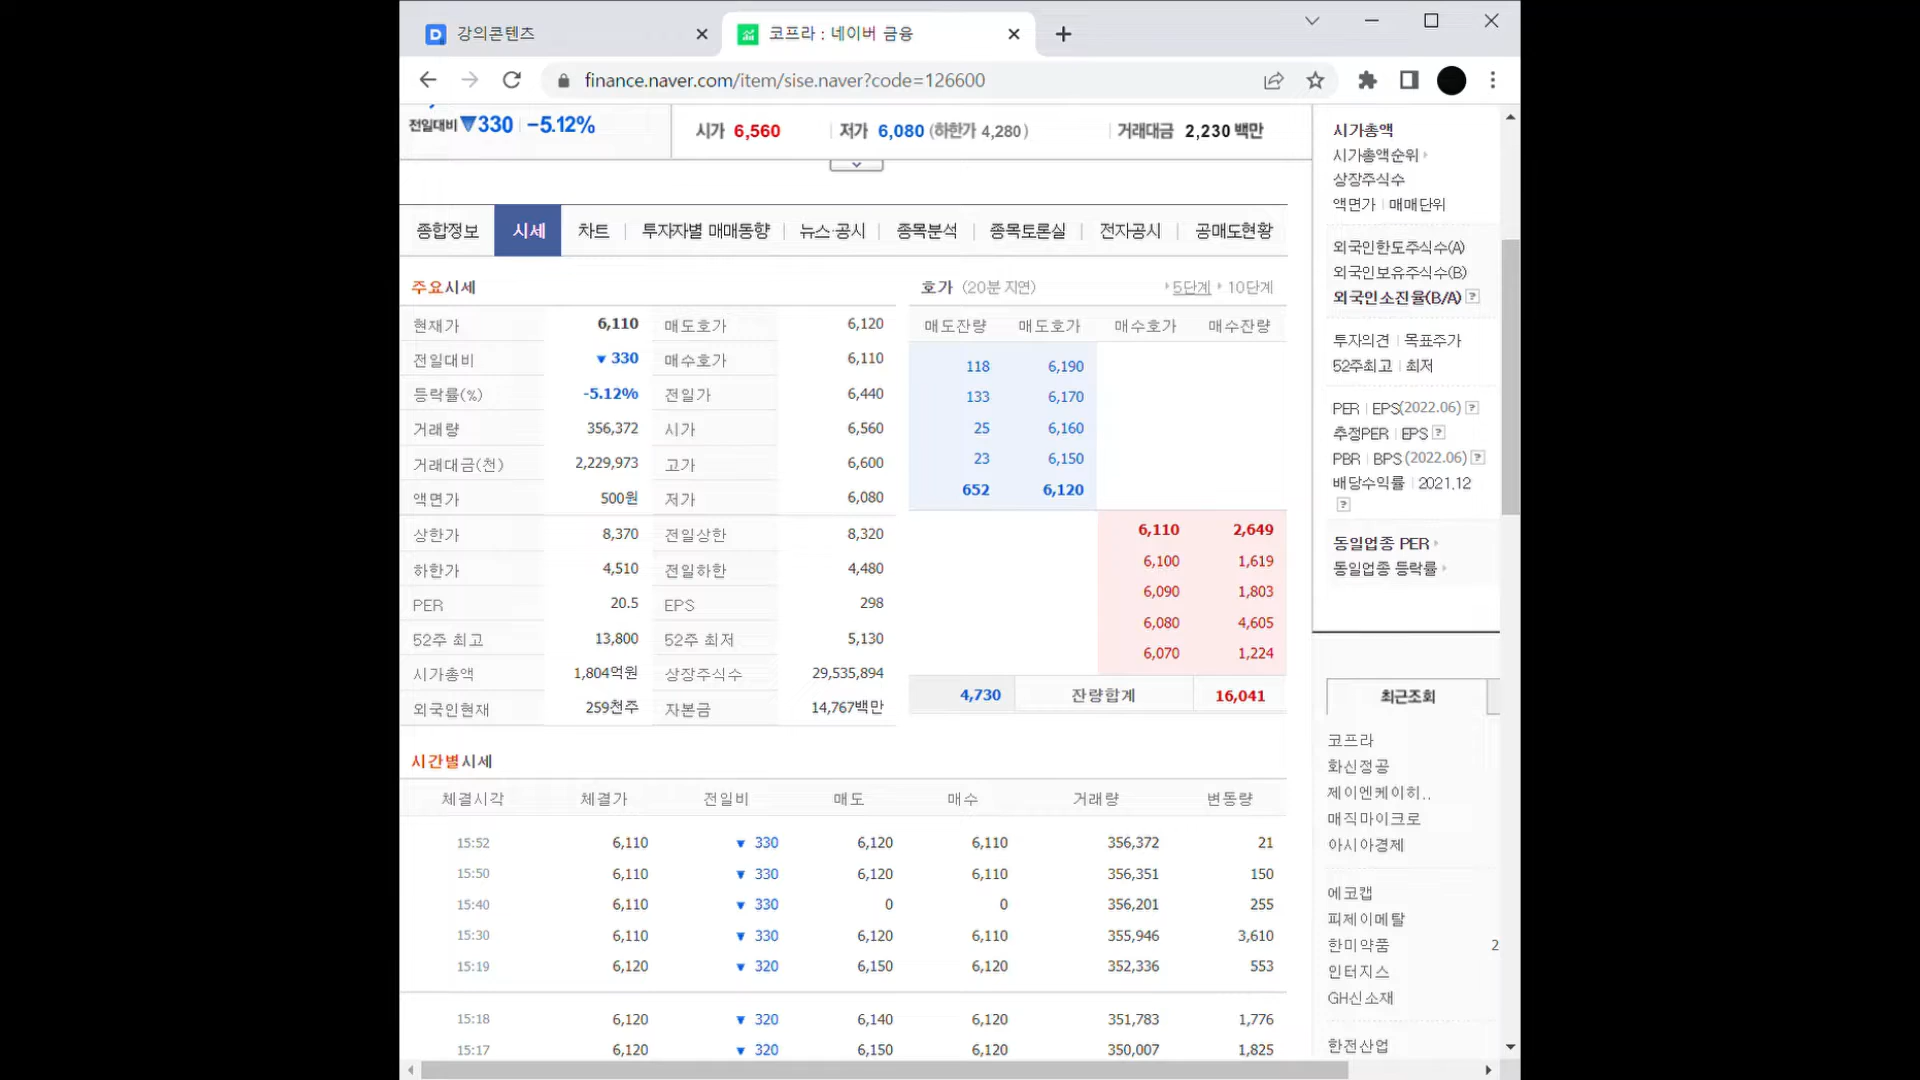 강의콘텐츠
코프라 : 네이버 금융
finance.naver.com/item/sise.naver?code=126600
전일대비 ▼330 | -5.12%
시가 6,560 | 저가 6,080 (하한가 4,280) | 거래대금 2,230 백만
종합정보 시세 차트 | 투자자별 매매동향 | 뉴스·공시 | 종목분석 | 종목토론실 | 전자공시 | 공매도현황
주요시세
현재가 6,110 매도호가 6,120
전일대비 ▼ 330 매수호가 6,110
등락률(%) -5.12% 전일가 6,440
거래량 356,372 시가 6,560
거래대금(천) 2,229,973 고가 6,600
액면가 500원 저가 6,080
상한가 8,370 전일상한 8,320
하한가 4,510 전일하한 4,480
PER 20.5 EPS 298
52주 최고 13,800 52주 최저 5,130
시가총액 1,804억원 상장주식수 29,535,894
외국인현재 259천주 자본금 14,767백만
호가 (20분 지연) 5단계 10단계
매도잔량 매도호가 매수호가 매수잔량
118 6,190
133 6,170
25 6,160
23 6,150
652 6,120
6,110 2,649
6,100 1,619
6,090 1,803
6,080 4,605
6,070 1,224
4,730 잔량합계 16,041
시간별시세
체결시각 체결가 전일비 매도 매수 거래량 변동량
15:52 6,110 ▼ 330 6,120 6,110 356,372 21
15:50 6,110 ▼ 330 6,120 6,110 356,351 150
15:40 6,110 ▼ 330 0 0 356,201 255
15:30 6,110 ▼ 330 6,120 6,110 355,946 3,610
15:19 6,120 ▼ 320 6,150 6,120 352,336 553
15:18 6,120 ▼ 320 6,140 6,120 351,783 1,776
15:17 6,120 ▼ 320 6,150 6,120 350,007 1,825
시가총액
시가총액순위
상장주식수
액면가 | 매매단위
외국인한도주식수(A)
외국인보유주식수(B)
외국인소진율(B/A) ?
투자의견 | 목표주가
52주최고 | 최저
PER | EPS(2022.06) ?
추정PER | EPS ?
PBR | BPS (2022.06) ?
배당수익률 | 2021.12
?
동일업종 PER
동일업종 등락률
최근조회
코프라
화신정공
제이엔케이히..
매직마이크로
아시아경제
에코캡
피제이메탈
한미약품 2
인터지스
GH신소재
한전산업